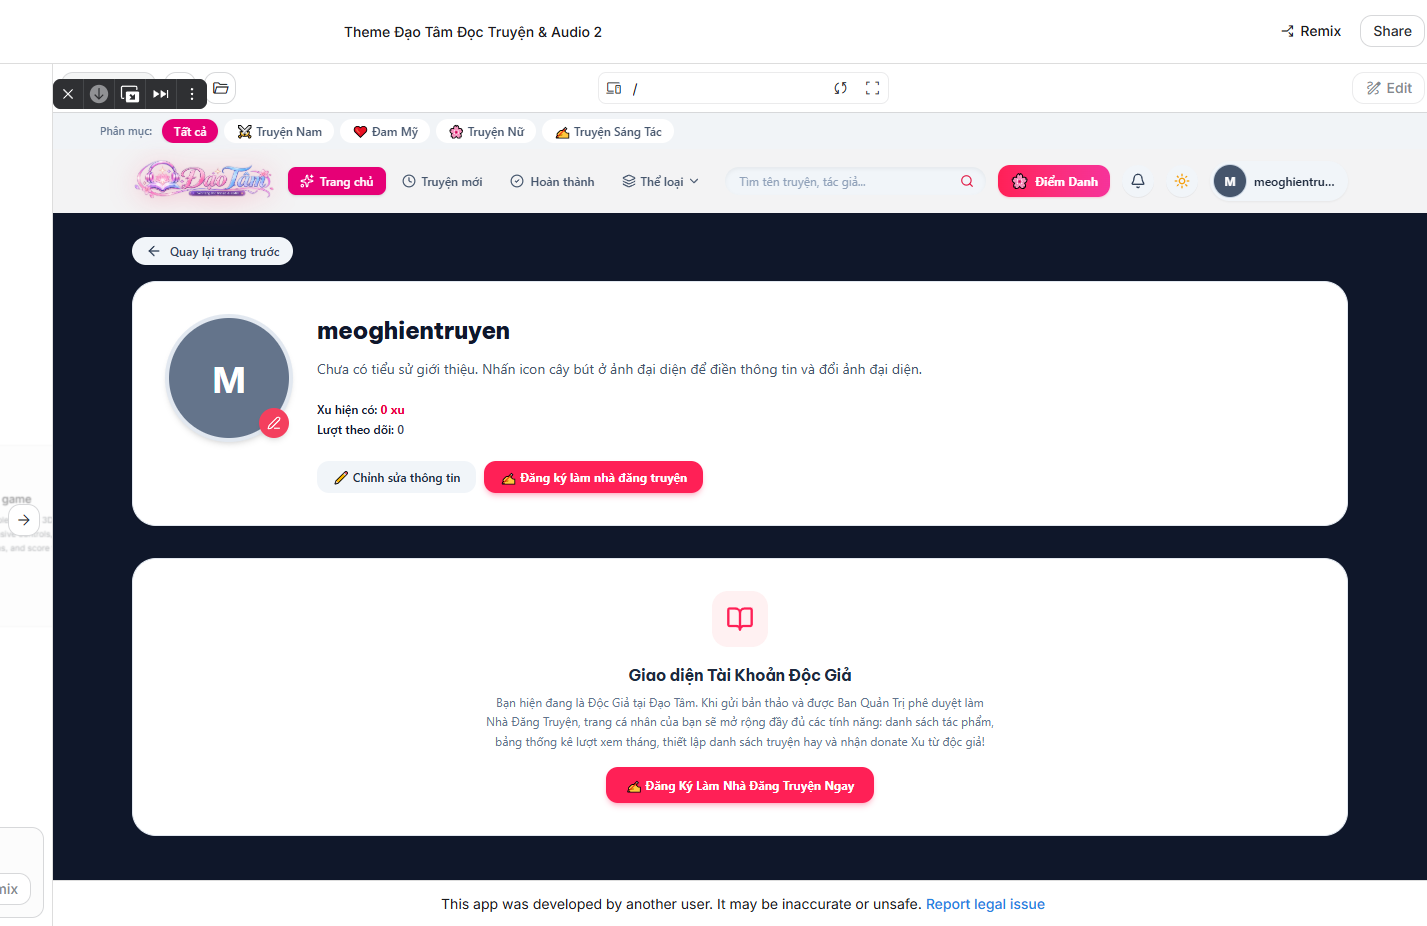 Theme Đạo Tâm Đọc Truyện & Audio 2
Remix
Share
/
Edit
Phân mục:
Tất cả
Truyện Nam
Đam Mỹ
Truyện Nữ
Truyện Sáng Tác
Đạo Tâm
Trang chủ
Truyện mới
Hoàn thành
Thể loại
Tìm tên truyện, tác giả...
Điểm Danh
M
meoghientru...
Quay lại trang trước
M
meoghientruyen
Chưa có tiểu sử giới thiệu. Nhấn icon cây bút ở ảnh đại diện để điền thông tin và đổi ảnh đại diện.
Xu hiện có: 0 xu
Lượt theo dõi: 0
Chỉnh sửa thông tin
Đăng ký làm nhà đăng truyện
game
and score
Giao diện Tài Khoản Độc Giả
Bạn hiện đang là Độc Giả tại Đạo Tâm. Khi gửi bản thảo và được Ban Quản Trị phê duyệt làm
Nhà Đăng Truyện, trang cá nhân của bạn sẽ mở rộng đầy đủ các tính năng: danh sách tác phẩm,
bảng thống kê lượt xem tháng, thiết lập danh sách truyện hay và nhận donate Xu từ độc giả!
Đăng Ký Làm Nhà Đăng Truyện Ngay
mix
This app was developed by another user. It may be inaccurate or unsafe. Report legal issue